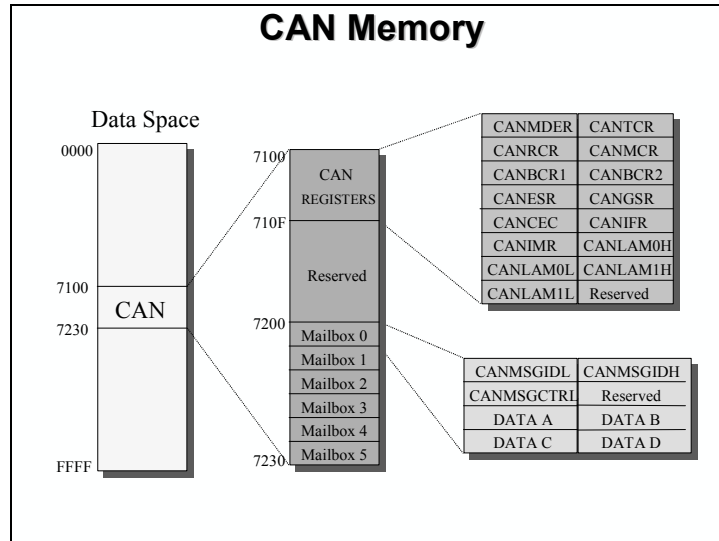 CAN Memory
Data Space
0000
7100
CAN
7230
FFFF
7100
CAN
REGISTERS
710F
Reserved
7200
Mailbox 0
Mailbox 1
Mailbox 2
Mailbox 3
Mailbox 4
Mailbox 5
7230
CANMDER CANTCR
CANRCR CANMCR
CANBCR1 CANBCR2
CANESR CANGSR
CANCEC CANIFR
CANIMR CANLAM0H
CANLAM0L CANLAM1H
CANLAM1L Reserved
CANMSGIDL CANMSGIDH
CANMSGCTRL Reserved
DATA A DATA B
DATA C DATA D